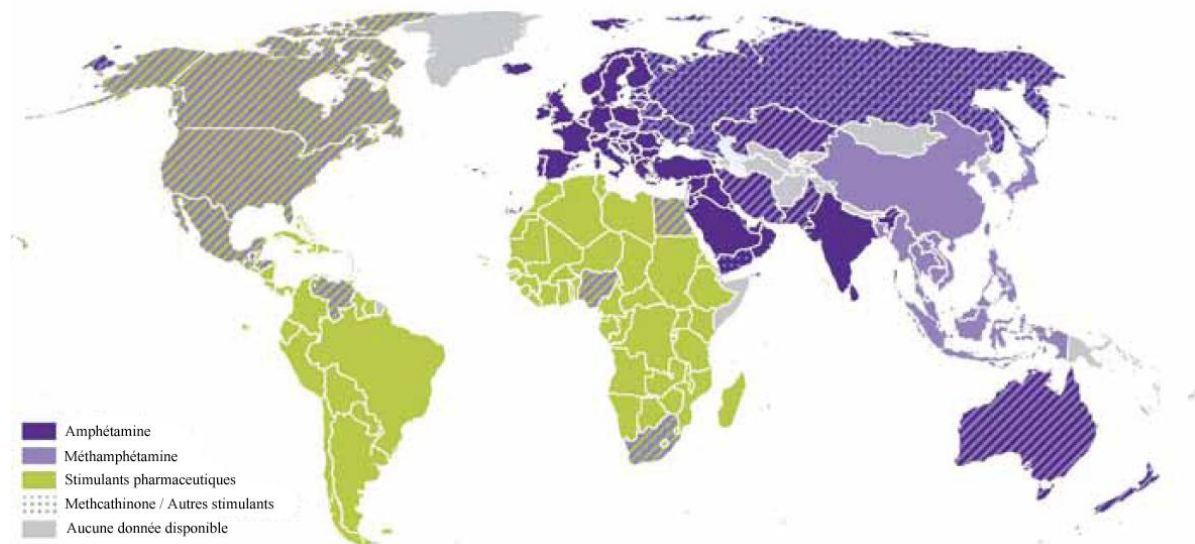 Amphétamine
Méthamphétamine
Stimulants pharmaceutiques
Methcathinone / Autres stimulants
Aucune donnée disponible